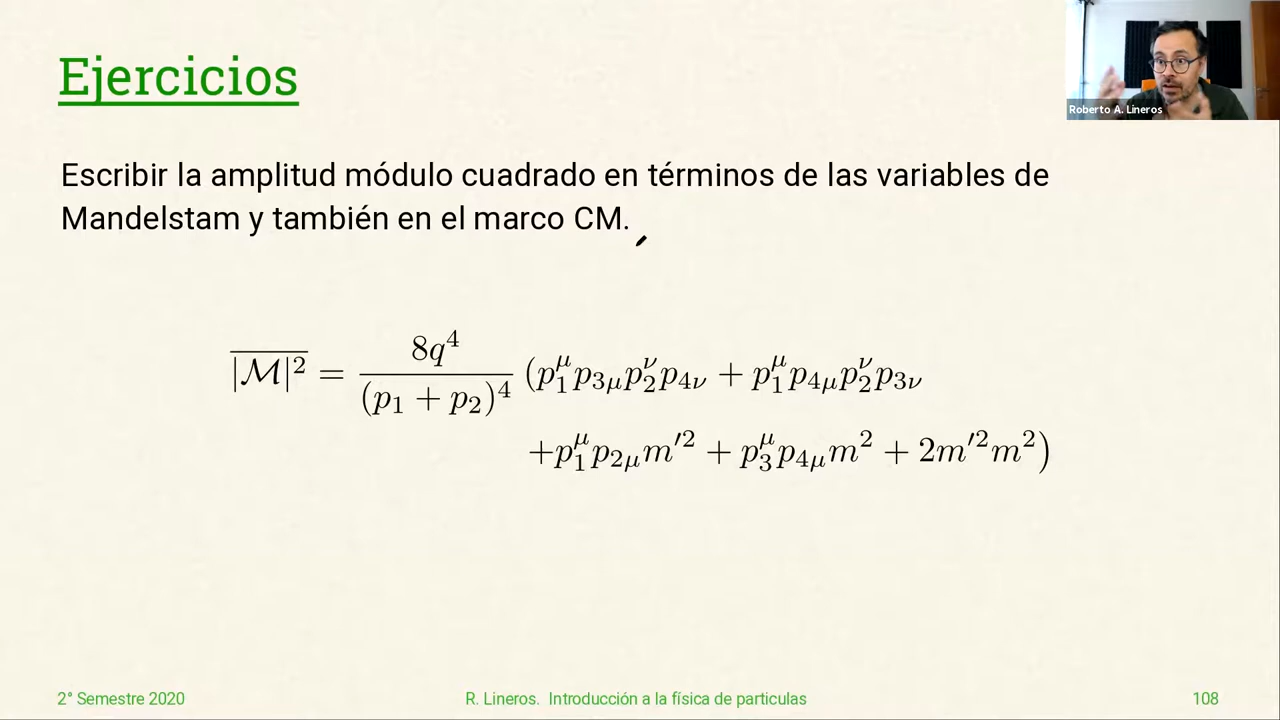 Ejercicios
Roberto A. Lineros
Escribir la amplitud módulo cuadrado en términos de las variables de
Mandelstam y también en el marco CM.
$\overline{|\mathcal{M}|^2} = \frac{8q^4}{(p_1 + p_2)^4} \left( p_1^\mu p_{3\mu} p_2^\nu p_{4\nu} + p_1^\mu p_{4\mu} p_2^\nu p_{3\nu} \right.$
$\left. + p_1^\mu p_{2\mu} m'^2 + p_3^\mu p_{4\mu} m^2 + 2m'^2 m^2 \right)$
2° Semestre 2020
R. Lineros. Introducción a la física de particulas
108